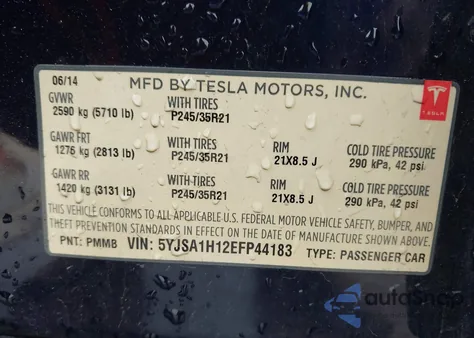 06/14
MFD BY TESLA MOTORS, INC.
GVWR
2590 kg (5710 lb)
WITH TIRES
P245/35R21
TESLA
GAWR FRT
1276 kg (2813 lb)
WITH TIRES
P245/35R21
RIM
21X8.5 J
COLD TIRE PRESSURE
290 kPa, 42 psi
GAWR RR
1420 kg (3131 lb)
WITH TIRES
P245/35R21
RIM
21X8.5 J
COLD TIRE PRESSURE
290 kPa, 42 psi
THIS VEHICLE CONFORMS TO ALL APPLICABLE U.S. FEDERAL MOTOR VEHICLE SAFETY, BUMPER, AND
THEFT PREVENTION STANDARDS IN EFFECT ON THE DATE OF MANUFACTURE SHOWN ABOVE.
PNT: PMMB VIN: 5YJSA1H12EFP44183 TYPE: PASSENGER CAR
autoSnap